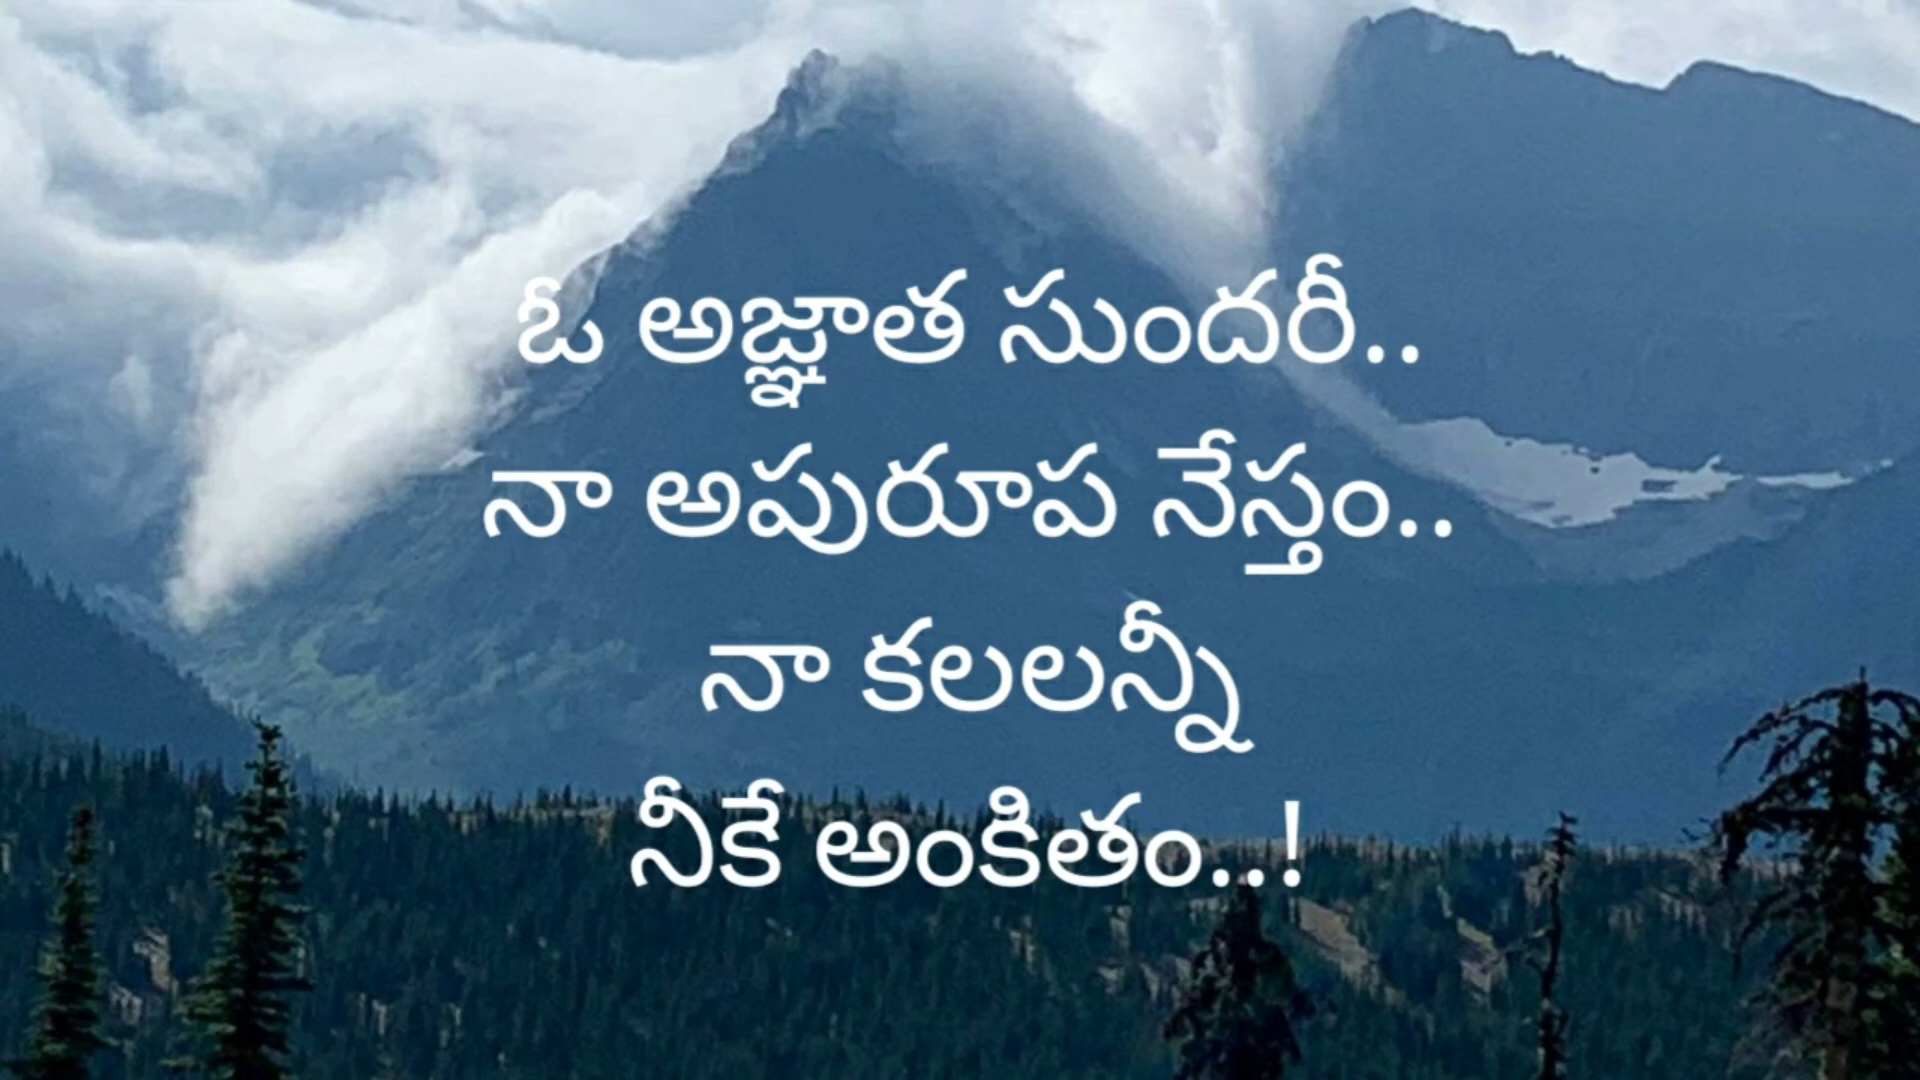 ఓ అజ్ఞాత సుందరీ..
నా అపురూప నేస్తం..
నా కలలన్నీ
నీకే అంకితం..!